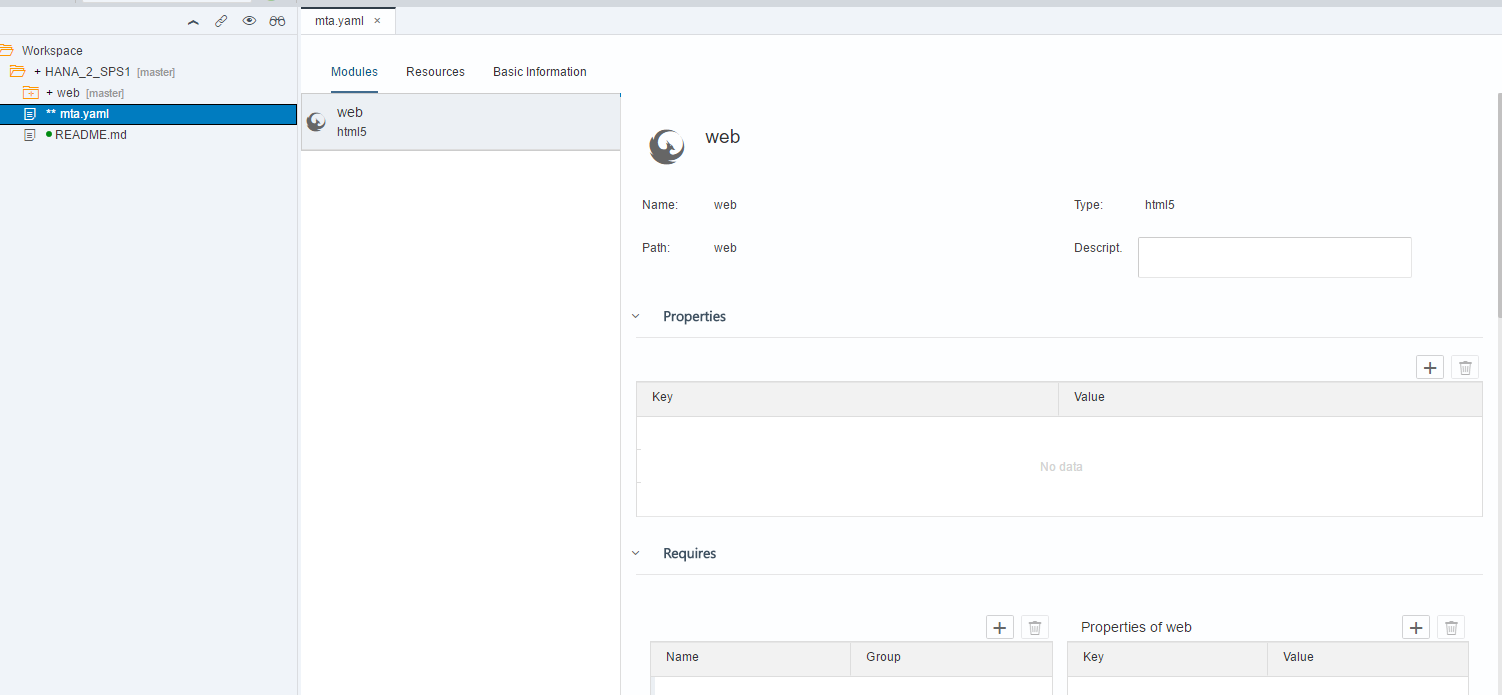 mta.yaml ×
Workspace
+ HANA_2_SPS1 [master]
+ web [master]
** mta.yaml
README.md
Modules Resources Basic Information
web
html5
web
Name: web Type: html5
Path: web Descript.
Properties
Key Value
No data
Requires
Properties of web
Name Group Key Value